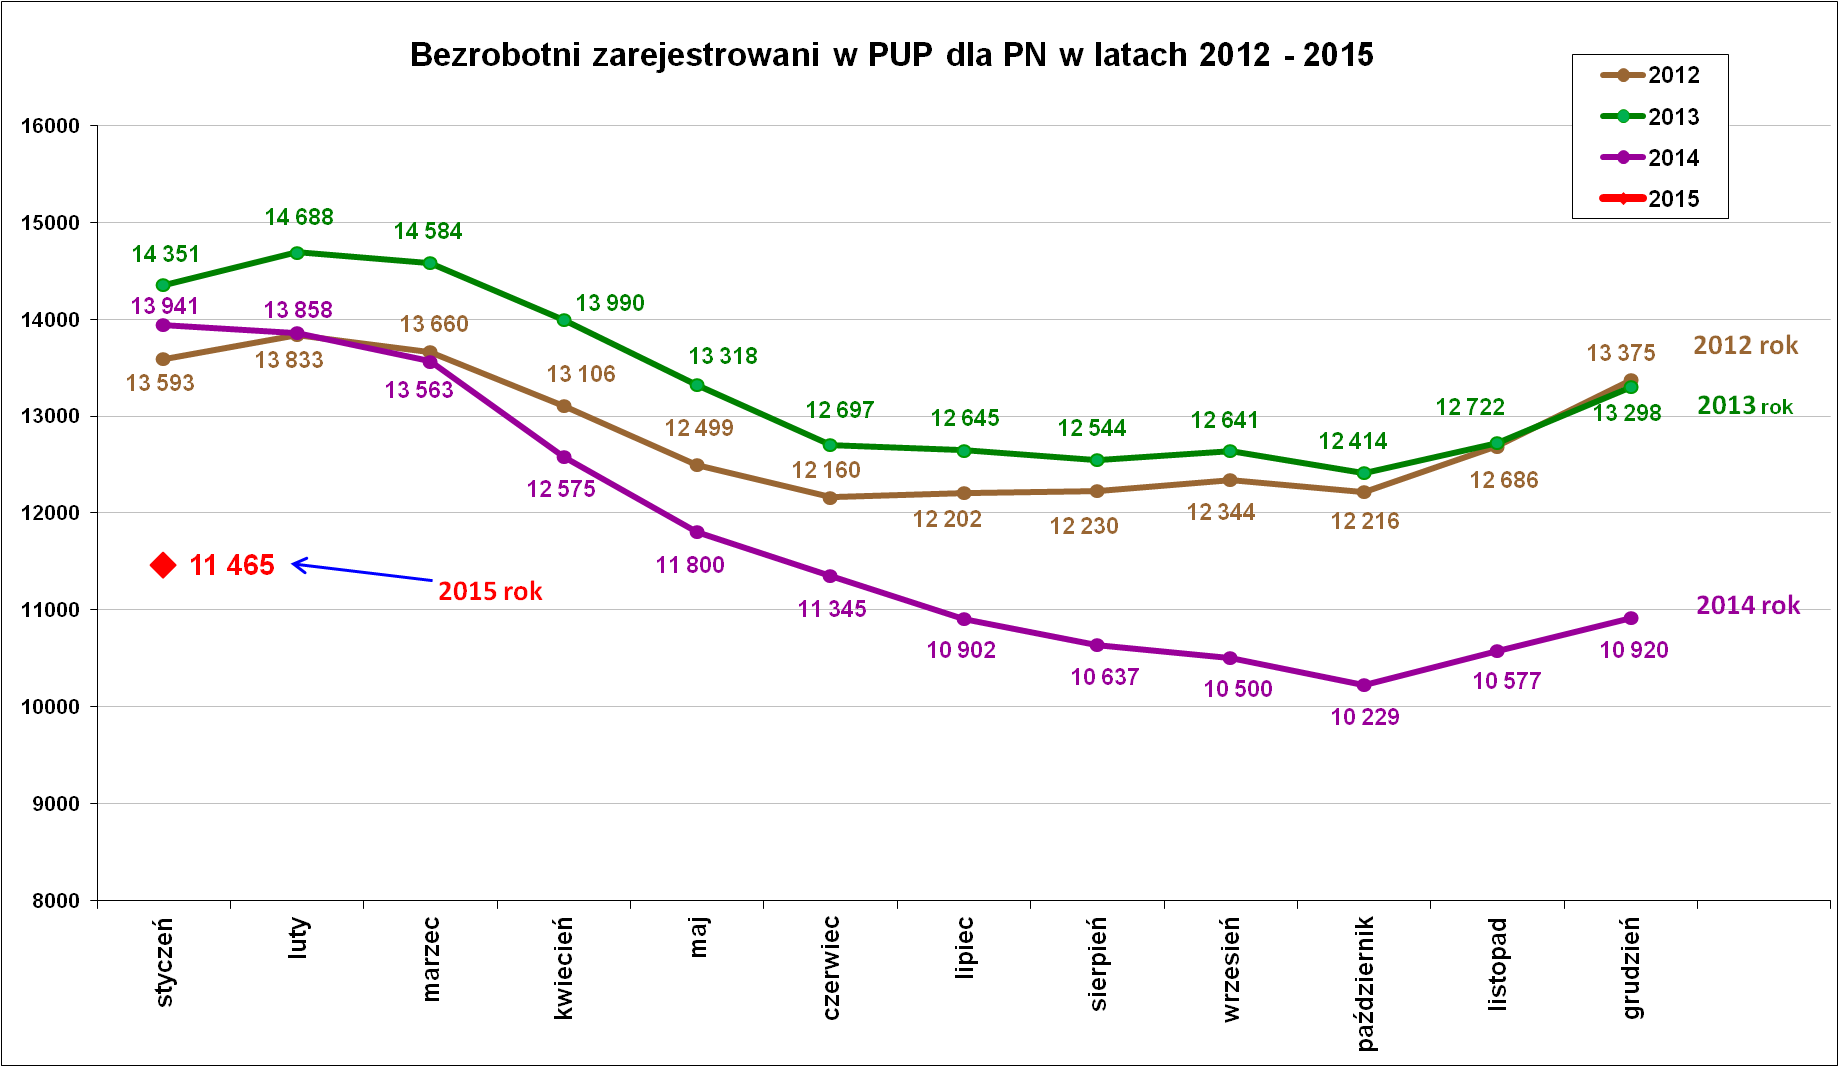 Bezrobotni zarejestrowani w PUP dla PN w latach 2012 - 2015
2012
2013
2014
2015
16000
15000
14000
13000
12000
11000
10000
9000
8000
14 351
14 688
14 584
13 990
13 318
12 697
12 645
12 544
12 641
12 414
12 722
13 298
13 941
13 858
13 563
12 575
11 800
11 345
10 902
10 637
10 500
10 229
10 577
10 920
13 593
13 833
13 660
13 106
12 499
12 160
12 202
12 230
12 344
12 216
12 686
13 375
11 465
2012 rok
2013 rok
2014 rok
2015 rok
styczeń
luty
marzec
kwiecień
maj
czerwiec
lipiec
sierpień
wrzesień
październik
listopad
grudzień